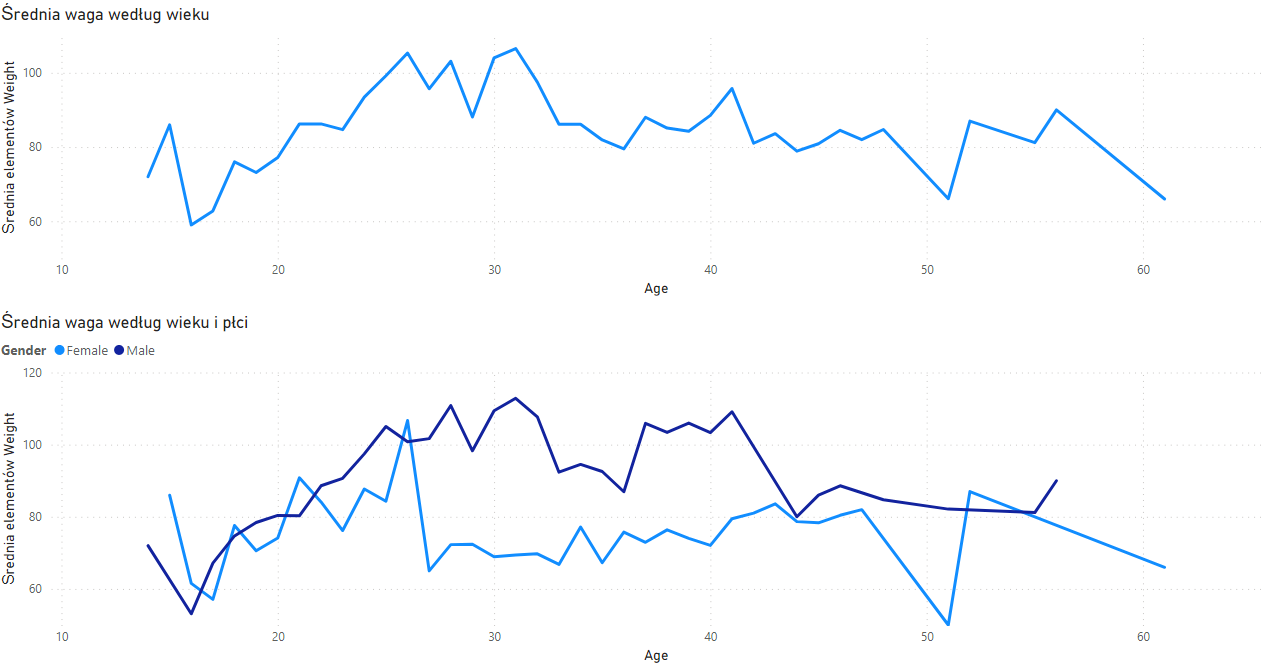 Średnia waga według wieku
Średnia elementów Weight
100
80
60
10 20 30 40 50 60
Age
Średnia waga według wieku i płci
Gender Female Male
Średnia elementów Weight
120
100
80
60
10 20 30 40 50 60
Age